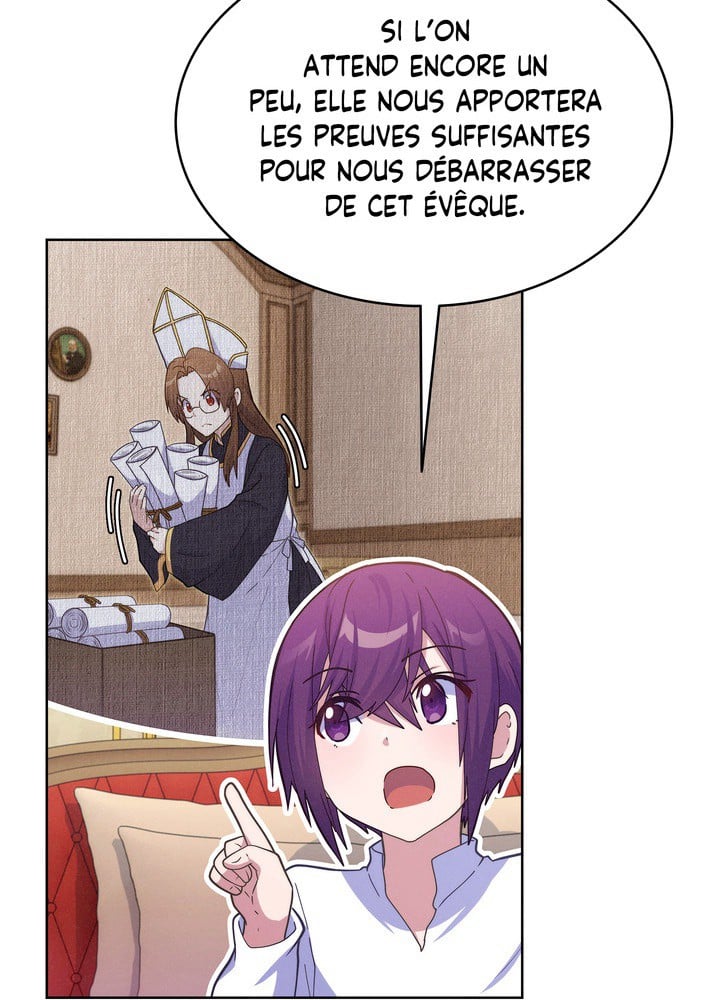 SI L'ON
ATTEND ENCORE UN
PEU, ELLE NOUS APPORTERA
LES PREUVES SUFFISANTES
POUR NOUS DÉBARRASSER
DE CET ÉVÊQUE.